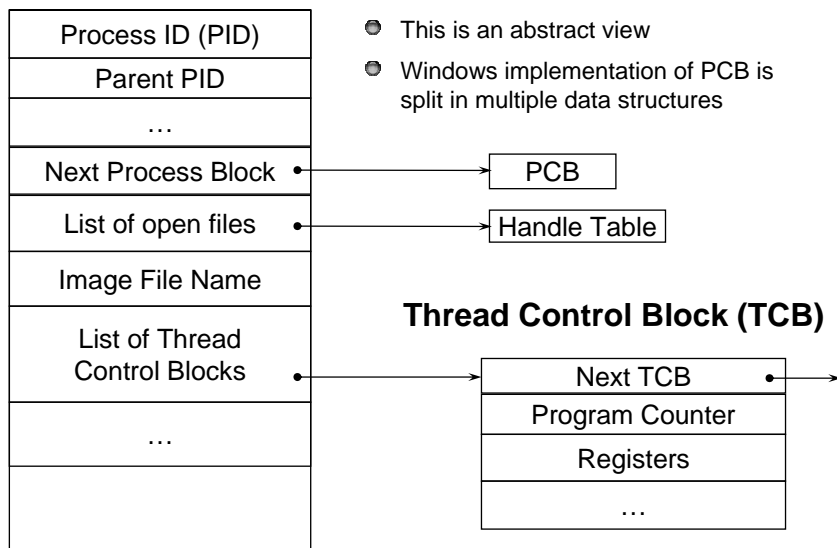 Process ID (PID)
Parent PID
…
Next Process Block
List of open files
Image File Name
List of Thread
Control Blocks
…
This is an abstract view
Windows implementation of PCB is
split in multiple data structures
PCB
Handle Table
Thread Control Block (TCB)
Next TCB
Program Counter
Registers
…